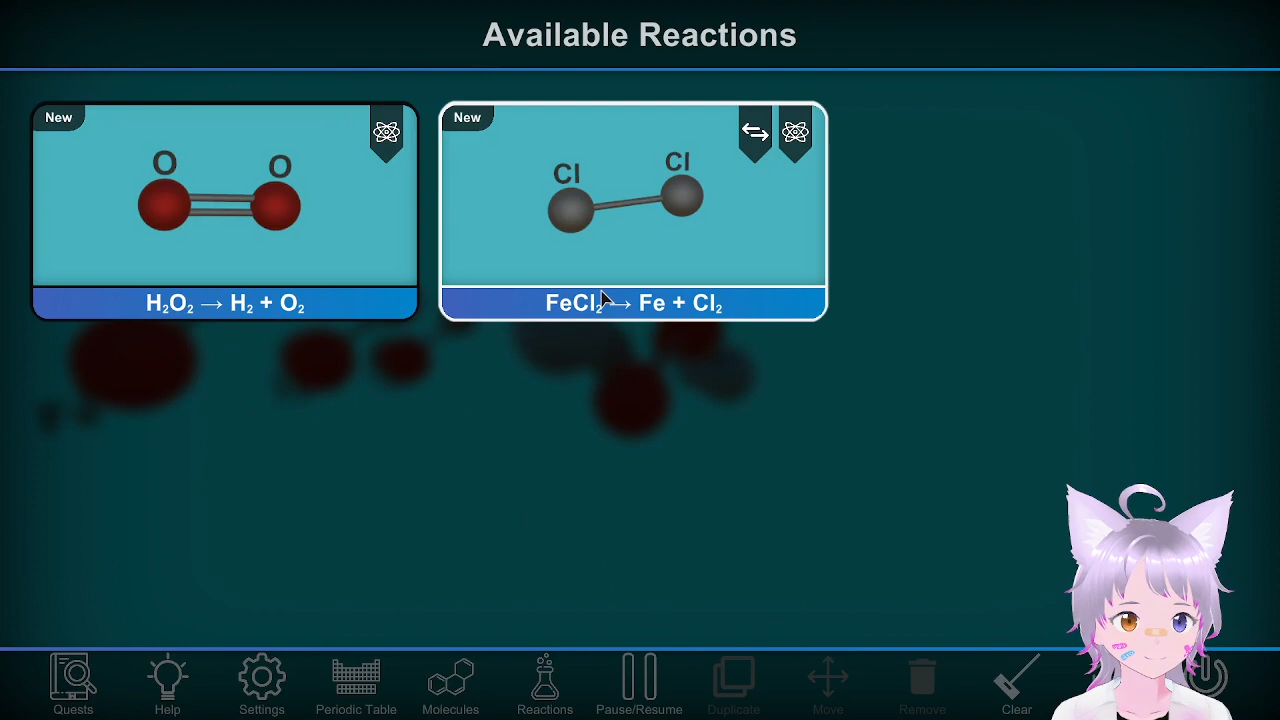 Available Reactions
New
O O
H₂O₂ → H₂ + O₂
New
Cl Cl
FeCl₂ → Fe + Cl₂
Quests
Help
Settings
Periodic Table
Molecules
Reactions
Pause/Resume
Duplicate
Move
Remove
Clear